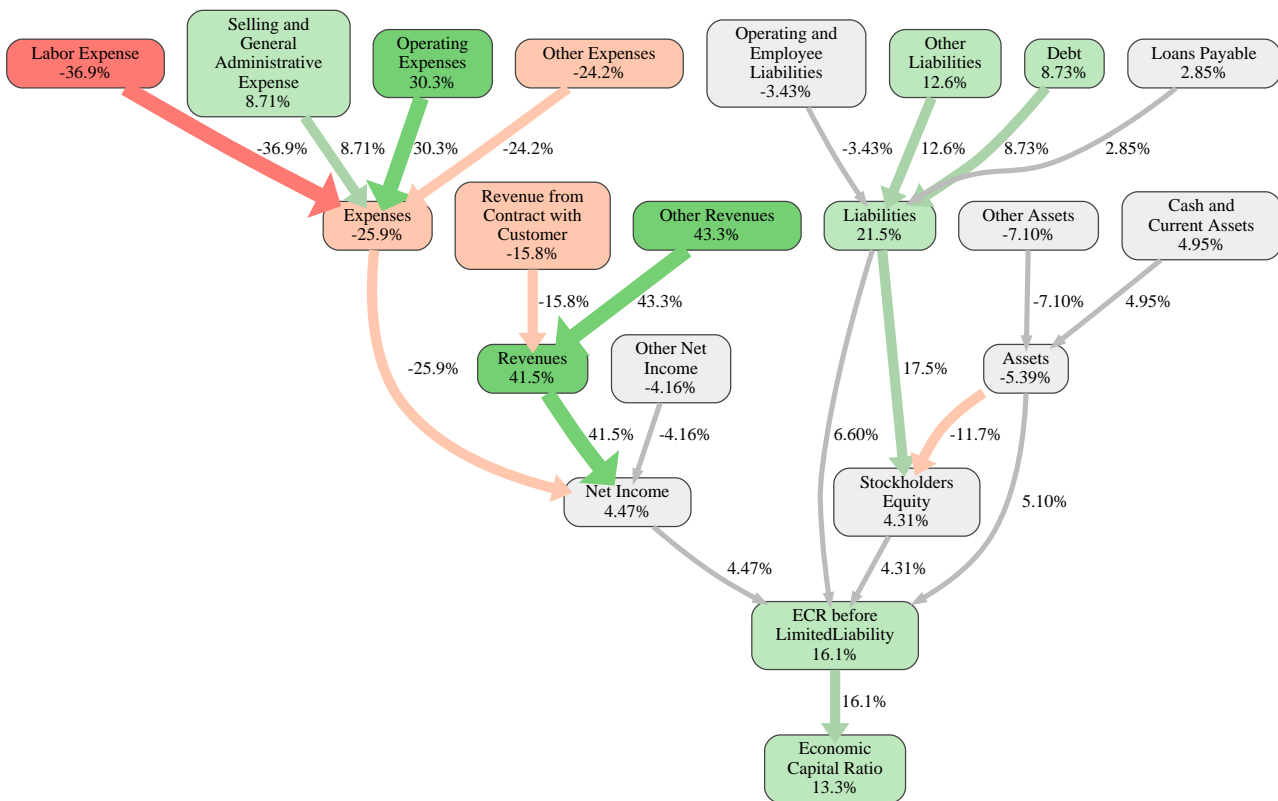 Labor Expense
-36.9%
Selling and
General
Administrative
Expense
8.71%
Operating
Expenses
30.3%
Other Expenses
-24.2%
Operating and
Employee
Liabilities
-3.43%
Other
Liabilities
12.6%
Debt
8.73%
Loans Payable
2.85%
-36.9%
8.71%
30.3%
-24.2%
-3.43%
12.6%
8.73%
2.85%
Expenses
-25.9%
Revenue from
Contract with
Customer
-15.8%
Other Revenues
43.3%
Liabilities
21.5%
Other Assets
-7.10%
Cash and
Current Assets
4.95%
-15.8%
43.3%
-7.10%
4.95%
-25.9%
Revenues
41.5%
Other Net
Income
-4.16%
17.5%
Assets
-5.39%
41.5%
-4.16%
6.60%
-11.7%
Net Income
4.47%
Stockholders
Equity
4.31%
5.10%
4.47%
4.31%
ECR before
LimitedLiability
16.1%
16.1%
Economic
Capital Ratio
13.3%